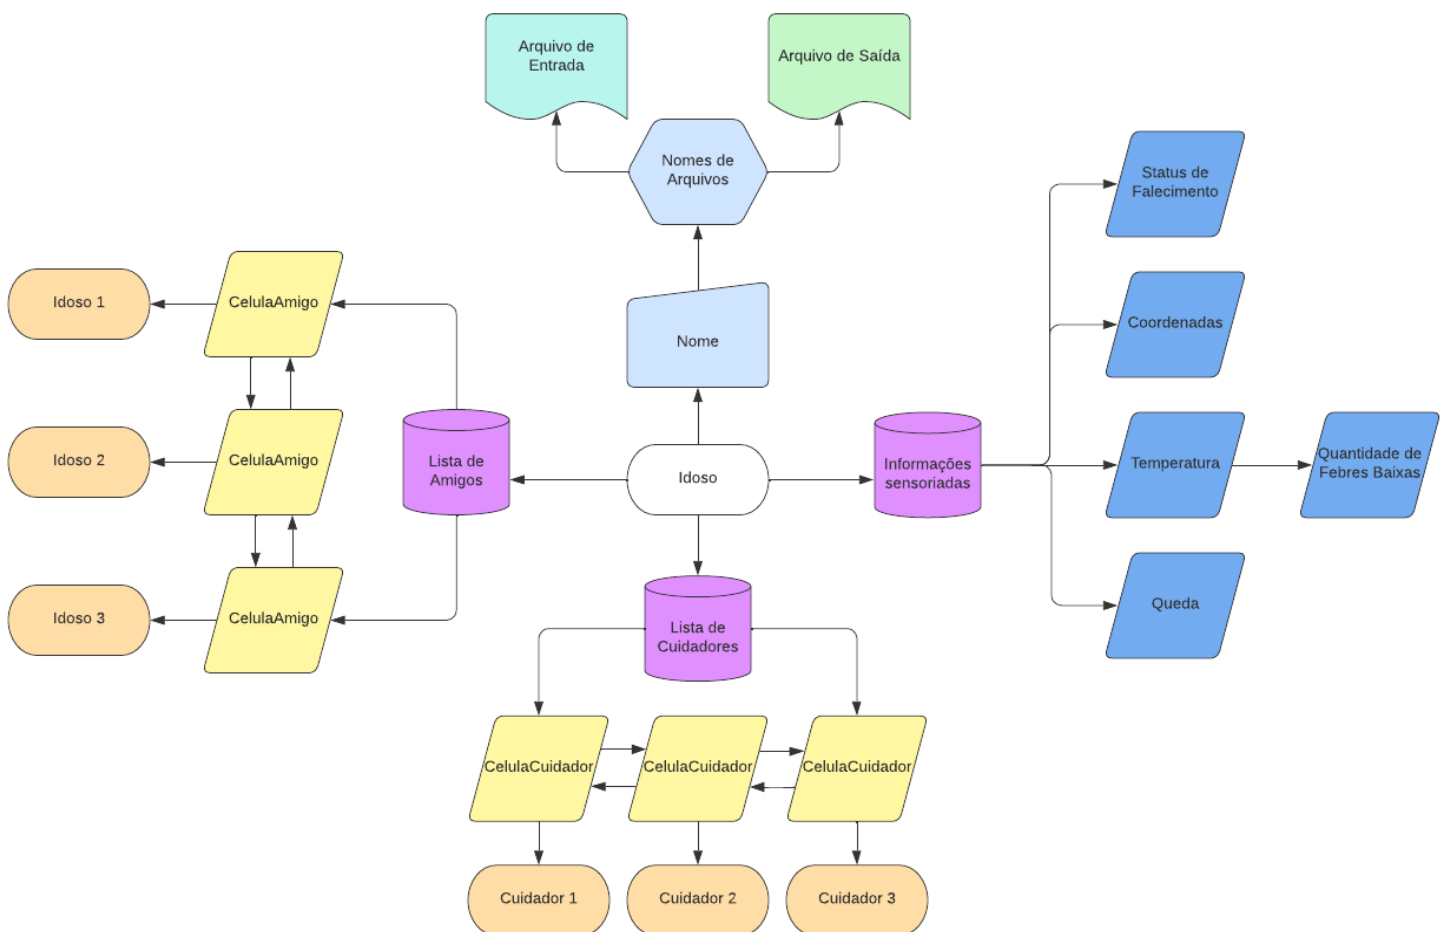 Arquivo de
Entrada
Arquivo de Saída
Nomes de
Arquivos
Status de
Falecimento
Idoso 1
CelulaAmigo
Nome
Coordenadas
Idoso 2
CelulaAmigo
Lista de
Amigos
Idoso
Informações
sensoriadas
Temperatura
Quantidade de
Febres Baixas
Idoso 3
CelulaAmigo
Lista de
Cuidadores
Queda
CelulaCuidador
CelulaCuidador
CelulaCuidador
Cuidador 1
Cuidador 2
Cuidador 3